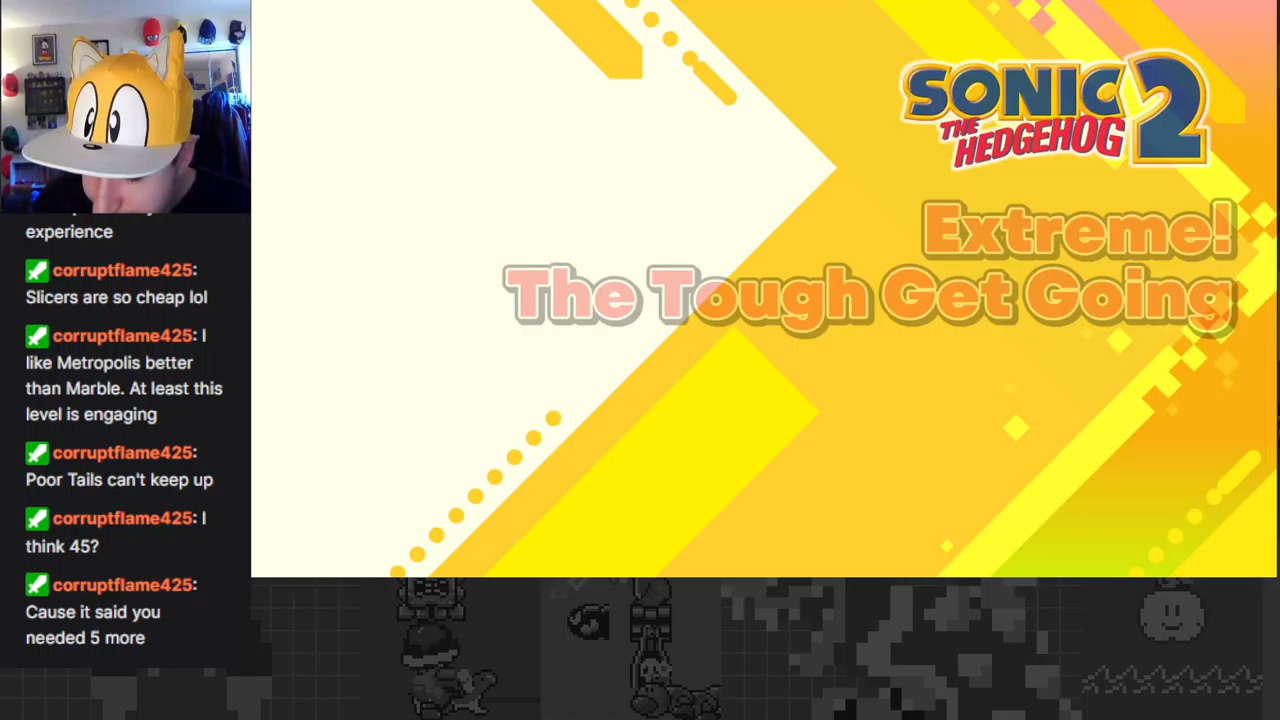 experience
corruptflame425:
Slicers are so cheap lol
corruptflame425: I
like Metropolis better
than Marble. At least this
level is engaging
corruptflame425:
Poor Tails can't keep up
corruptflame425: I
think 45?
corruptflame425:
Cause it said you
needed 5 more
SONIC
THE
HEDGEHOG
2
Extreme!
The Tough Get Going